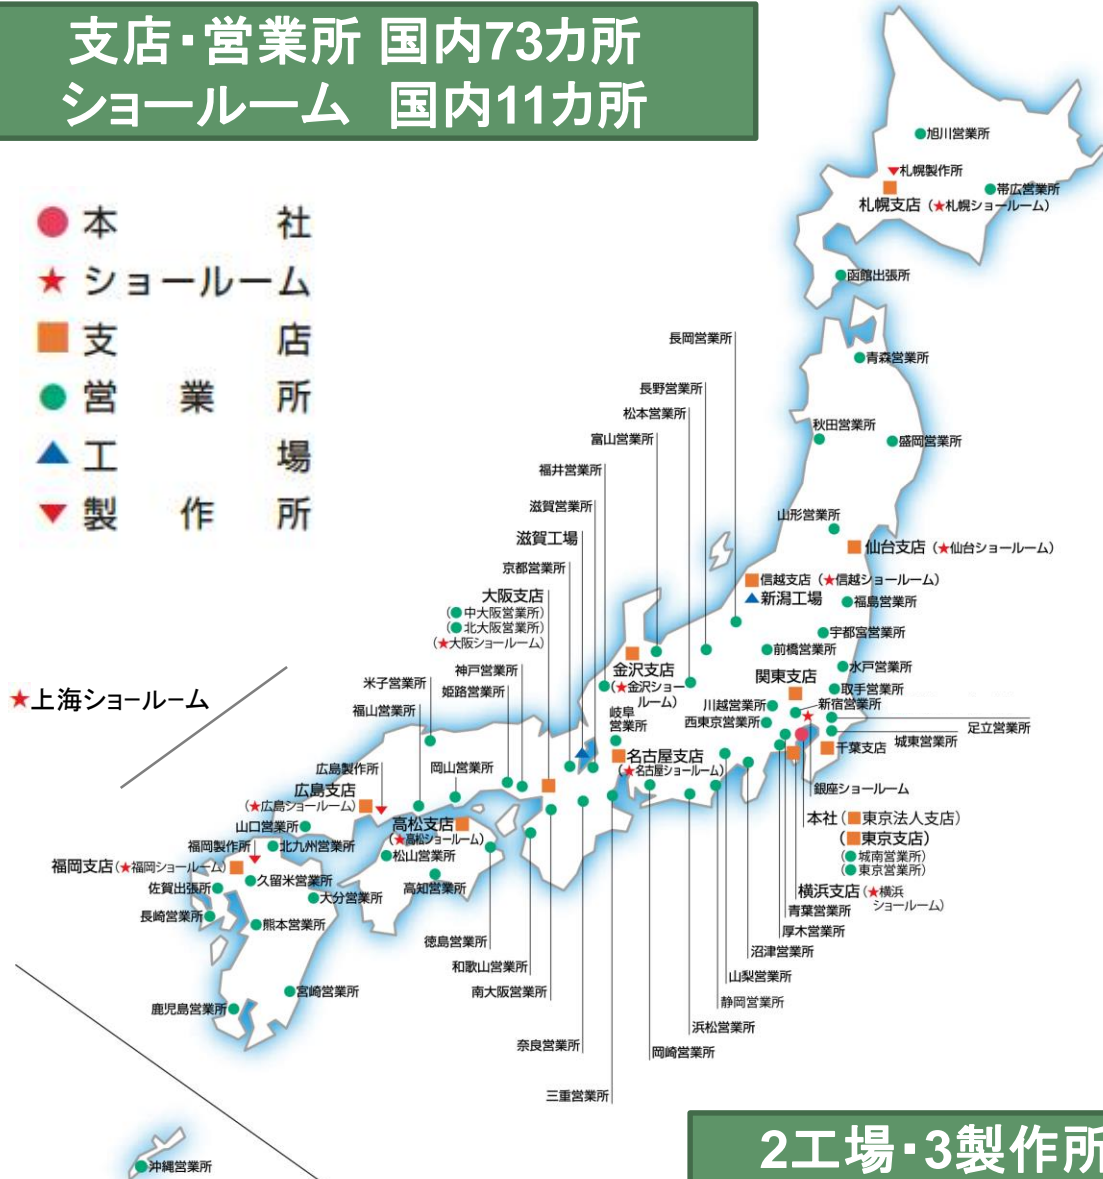 支店・営業所 国内73カ所
ショールーム 国内11カ所
本社
ショールーム
支店
営業所
工場
製作所
旭川営業所
札幌製作所
帯広営業所
札幌支店(★札幌ショールーム)
函館出張所
青森営業所
秋田営業所
盛岡営業所
山形営業所
仙台支店(★仙台ショールーム)
信越支店(★信越ショールーム)
新潟工場
福島営業所
宇都宮営業所
前橋営業所
水戸営業所
関東支店
取手営業所
川越営業所
新宿営業所
西東京営業所
足立営業所
城東営業所
千葉支店
銀座ショールーム
本社(■東京法人支店)
(■東京支店)
(●城南営業所)
(●東京営業所)
横浜支店(★横浜
ショールーム)
青葉営業所
厚木営業所
沼津営業所
山梨営業所
静岡営業所
浜松営業所
岡崎営業所
長岡営業所
長野営業所
松本営業所
富山営業所
福井営業所
滋賀営業所
滋賀工場
京都営業所
大阪支店
(●中大阪営業所)
(●北大阪営業所)
(★大阪ショールーム)
神戸営業所
姫路営業所
米子営業所
福山営業所
金沢支店
(★金沢ショー
ルーム)
岐阜
営業所
名古屋支店
(★名古屋ショールーム)
★上海ショールーム
広島製作所
岡山営業所
広島支店
(★広島ショールーム)
高松支店
(★高松ショールーム)
山口営業所
福岡製作所
北九州営業所
松山営業所
福岡支店(★福岡ショールーム)
久留米営業所
高知営業所
佐賀出張所
大分営業所
長崎営業所
熊本営業所
徳島営業所
和歌山営業所
南大阪営業所
宮崎営業所
鹿児島営業所
奈良営業所
三重営業所
沖縄営業所
2工場・3製作所